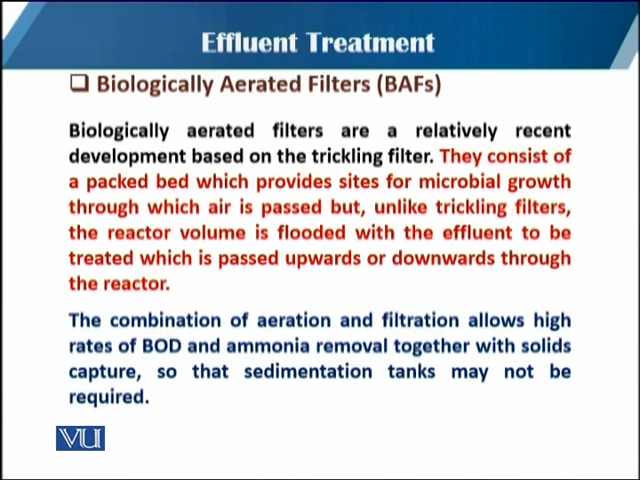 Effluent Treatment
❑ Biologically Aerated Filters (BAFs)
Biologically aerated filters are a relatively recent
development based on the trickling filter. They consist of
a packed bed which provides sites for microbial growth
through which air is passed but, unlike trickling filters,
the reactor volume is flooded with the effluent to be
treated which is passed upwards or downwards through
the reactor.
The combination of aeration and filtration allows high
rates of BOD and ammonia removal together with solids
capture, so that sedimentation tanks may not be
required.
VU